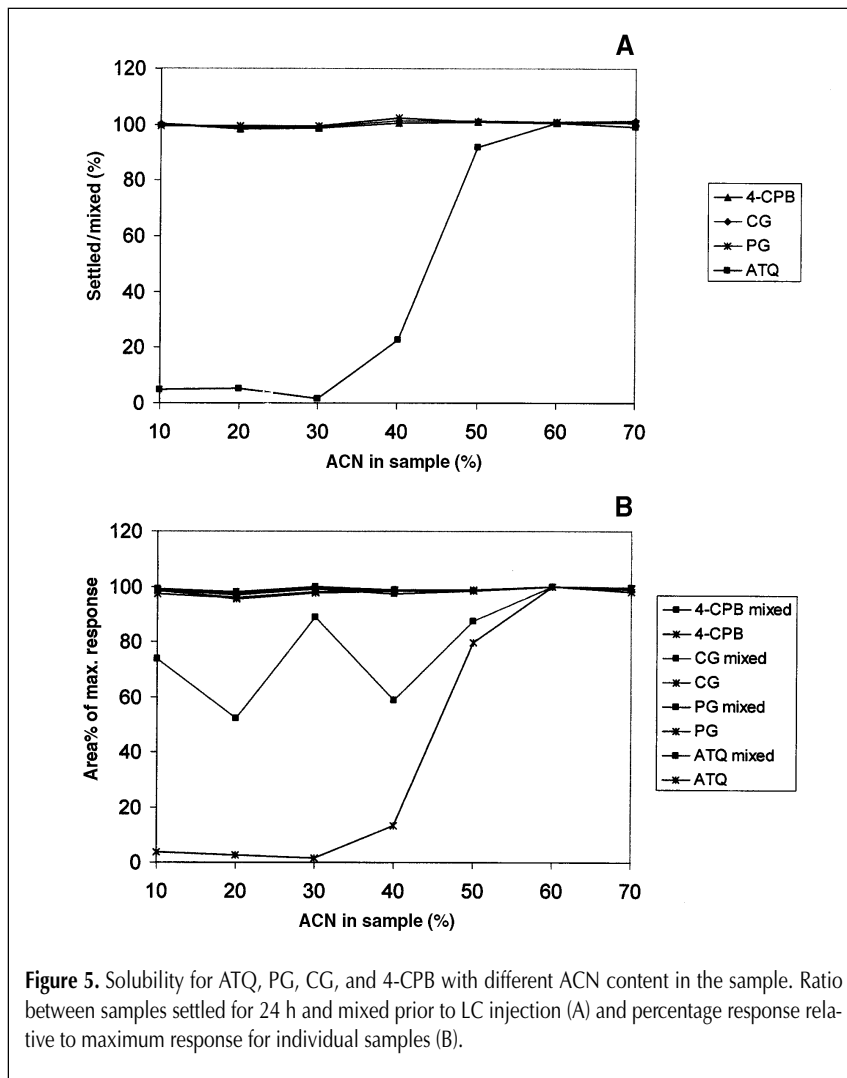 A
120
100
80
60
40
20
0
Settled/mixed (%)
10 20 30 40 50 60 70
ACN in sample (%)
4-CPB
CG
PG
ATQ
B
120
100
80
60
40
20
0
Area% of max. response
10 20 30 40 50 60 70
ACN in sample (%)
4-CPB mixed
4-CPB
CG mixed
CG
PG mixed
PG
ATQ mixed
ATQ
Figure 5. Solubility for ATQ, PG, CG, and 4-CPB with different ACN content in the sample. Ratio
between samples settled for 24 h and mixed prior to LC injection (A) and percentage response rela-
tive to maximum response for individual samples (B).